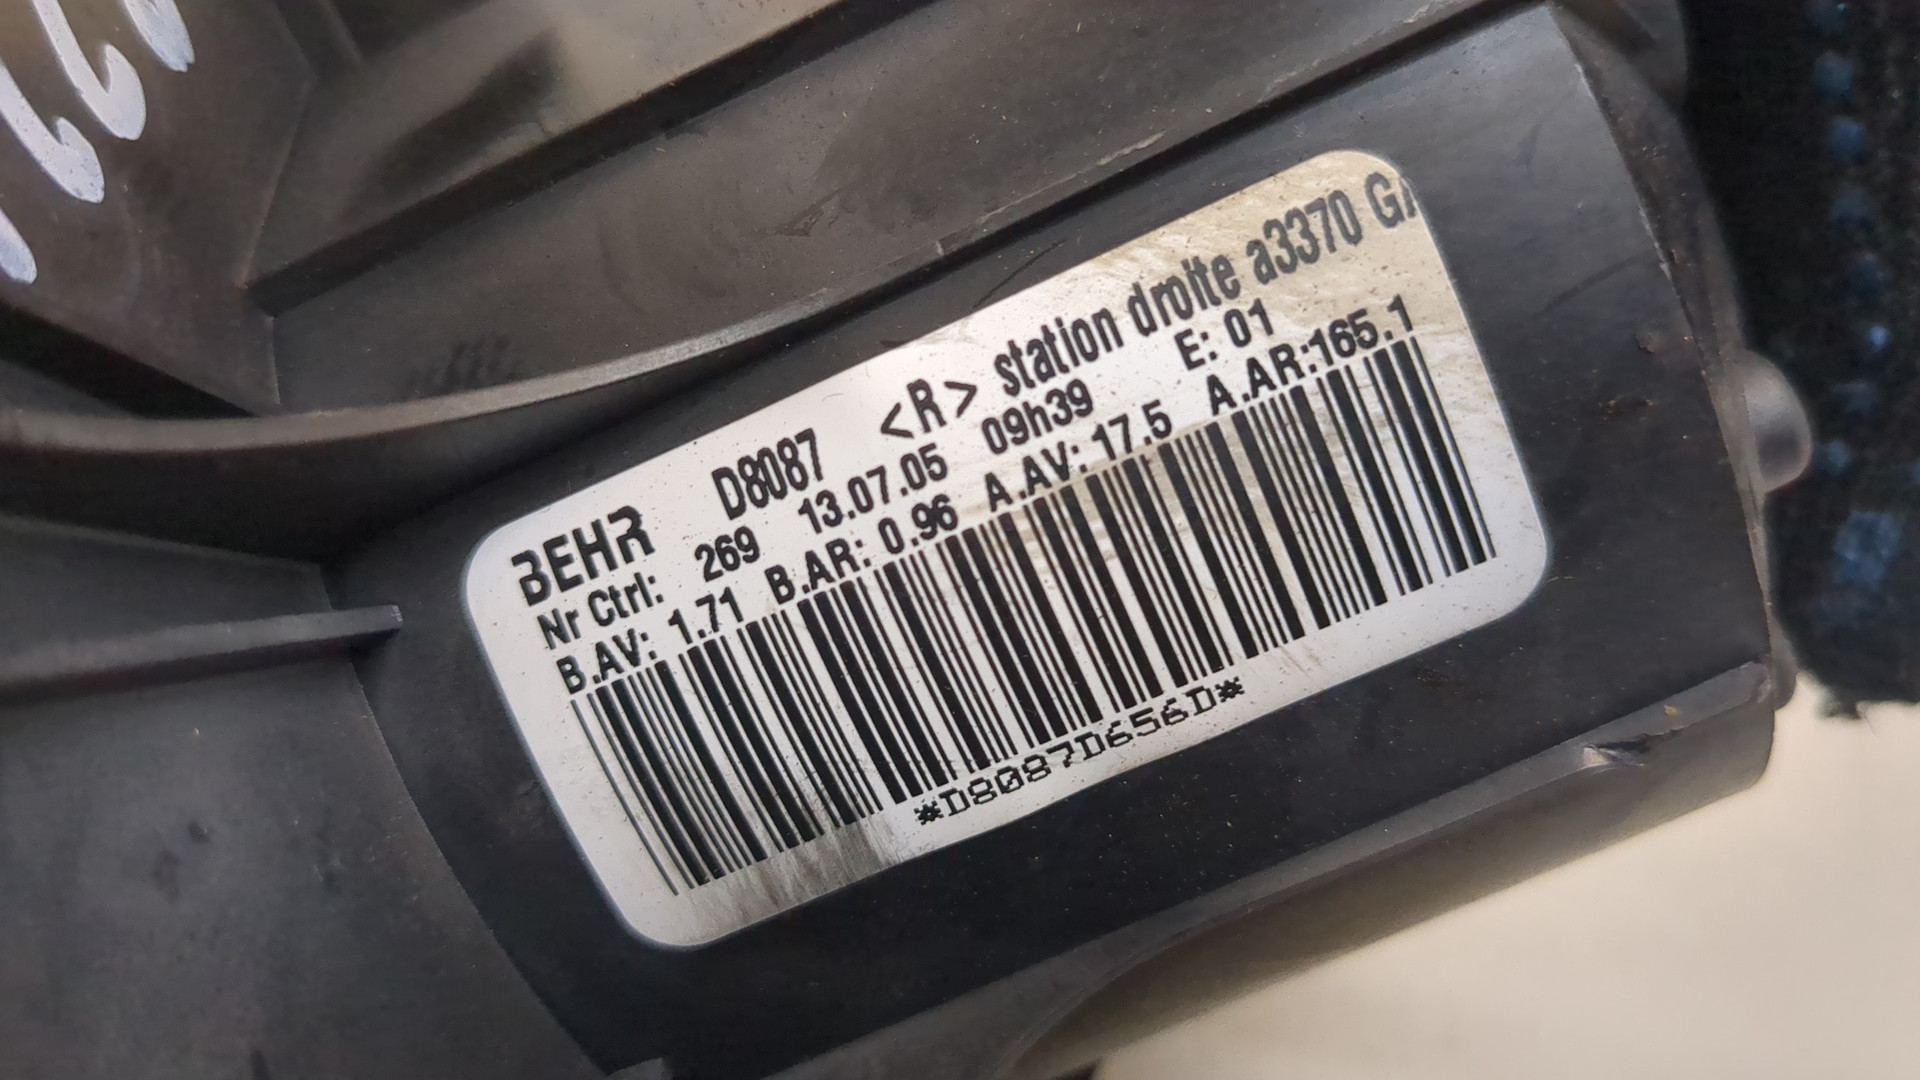 BEHR D8087 <R> station droite a3370 GA
Nr Ctrl: 269 13.07.05 09h39 E: 01
B.AV: 1.71 B.AR: 0.96 A.AV: 17.5 A.AR:165.1
*D8087D656D*